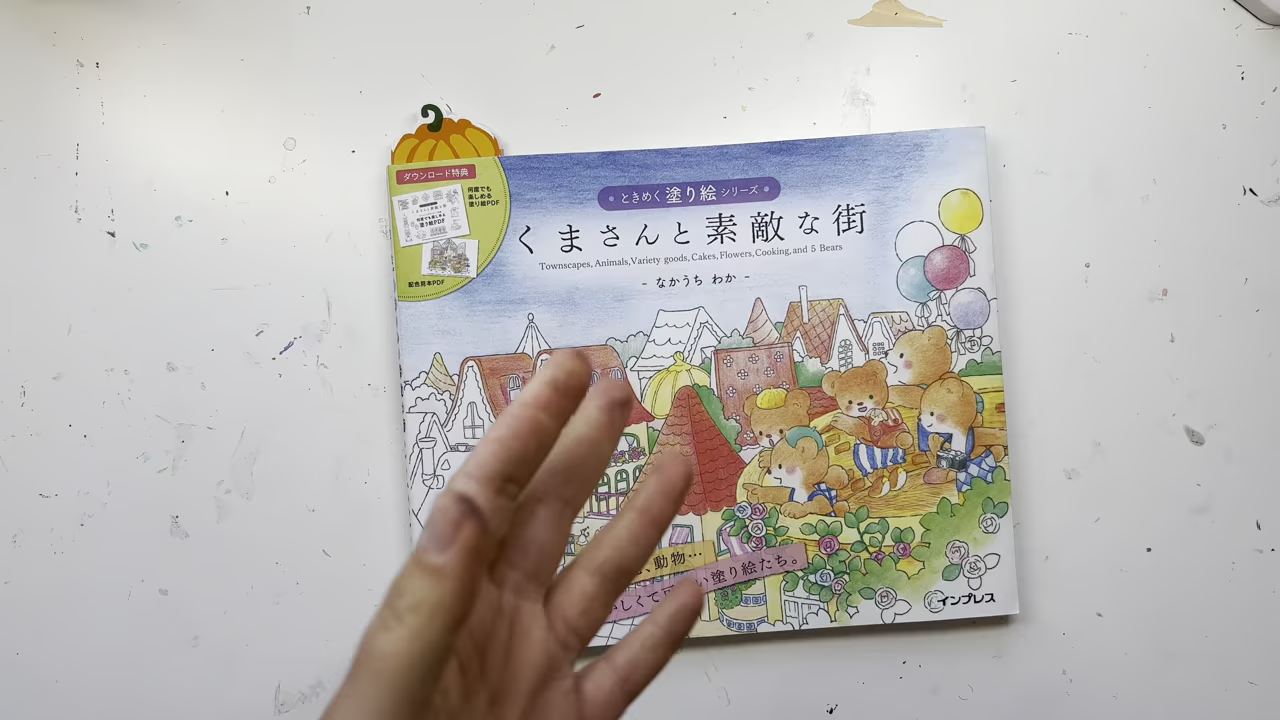 ダウンロード特典
何度でも
楽しめる
塗り絵PDF
配色見本PDF
ときめく塗り絵シリーズ
くまさんと素敵な街
Townscapes, Animals, Variety goods, Cakes, Flowers, Cooking, and 5 Bears
- なかうち わか -
、動物…
しくて
い塗り絵たち。
インプレス